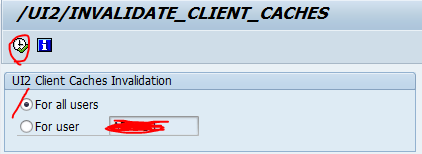 /UI2/INVALIDATE_CLIENT_CACHES
UI2 Client Caches Invalidation
For all users
For user